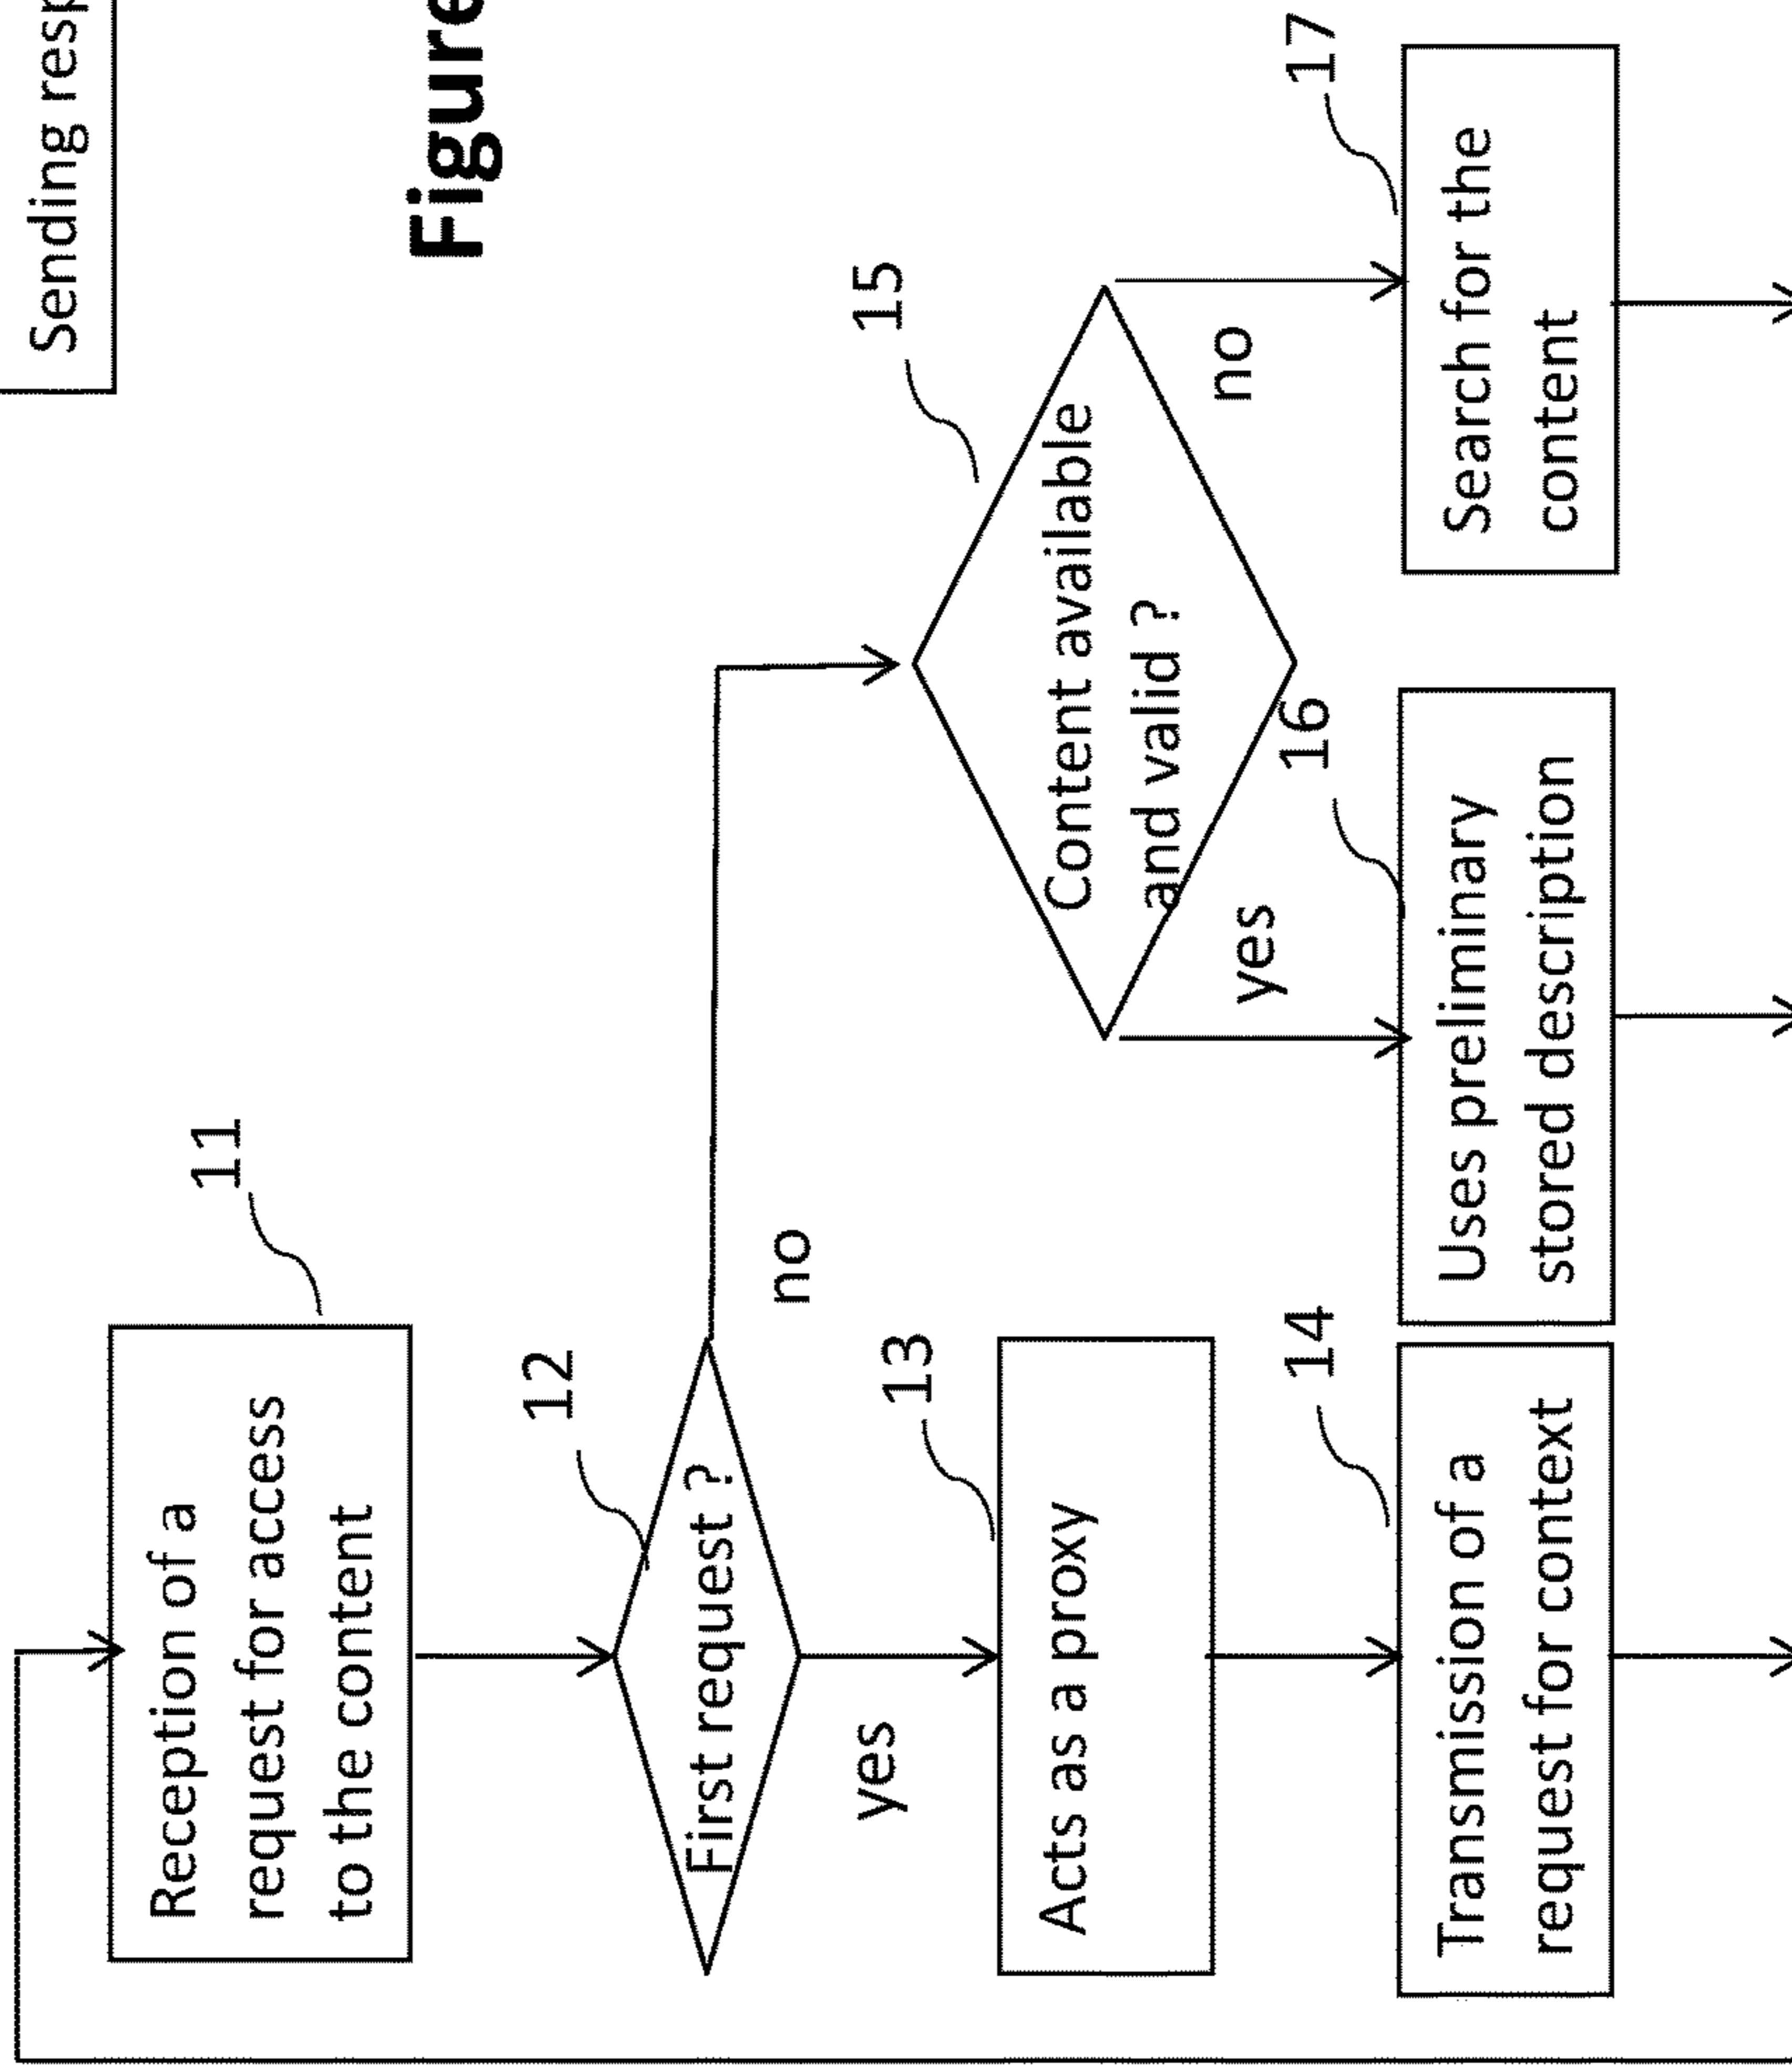 Sending
Figure
11
Reception of a
request for access
to the content
12
First request ?
no
yes
13
Acts as a proxy
14
Transmission of a
request for context
15
Content available
and valid ?
no
yes
16
Uses preliminary
stored description
17
Search for the
content